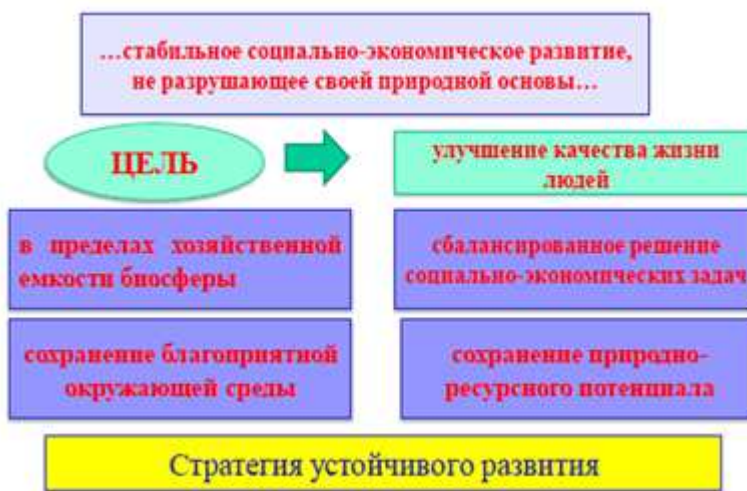 …стабильное социально-экономическое развитие,
не разрушающее своей природной основы…
ЦЕЛЬ
улучшение качества жизни
людей
в пределах хозяйственной
емкости биосферы
сбалансированное решение
социально-экономических задач
сохранение благоприятной
окружающей среды
сохранение природно-
ресурсного потенциала
Стратегия устойчивого развития